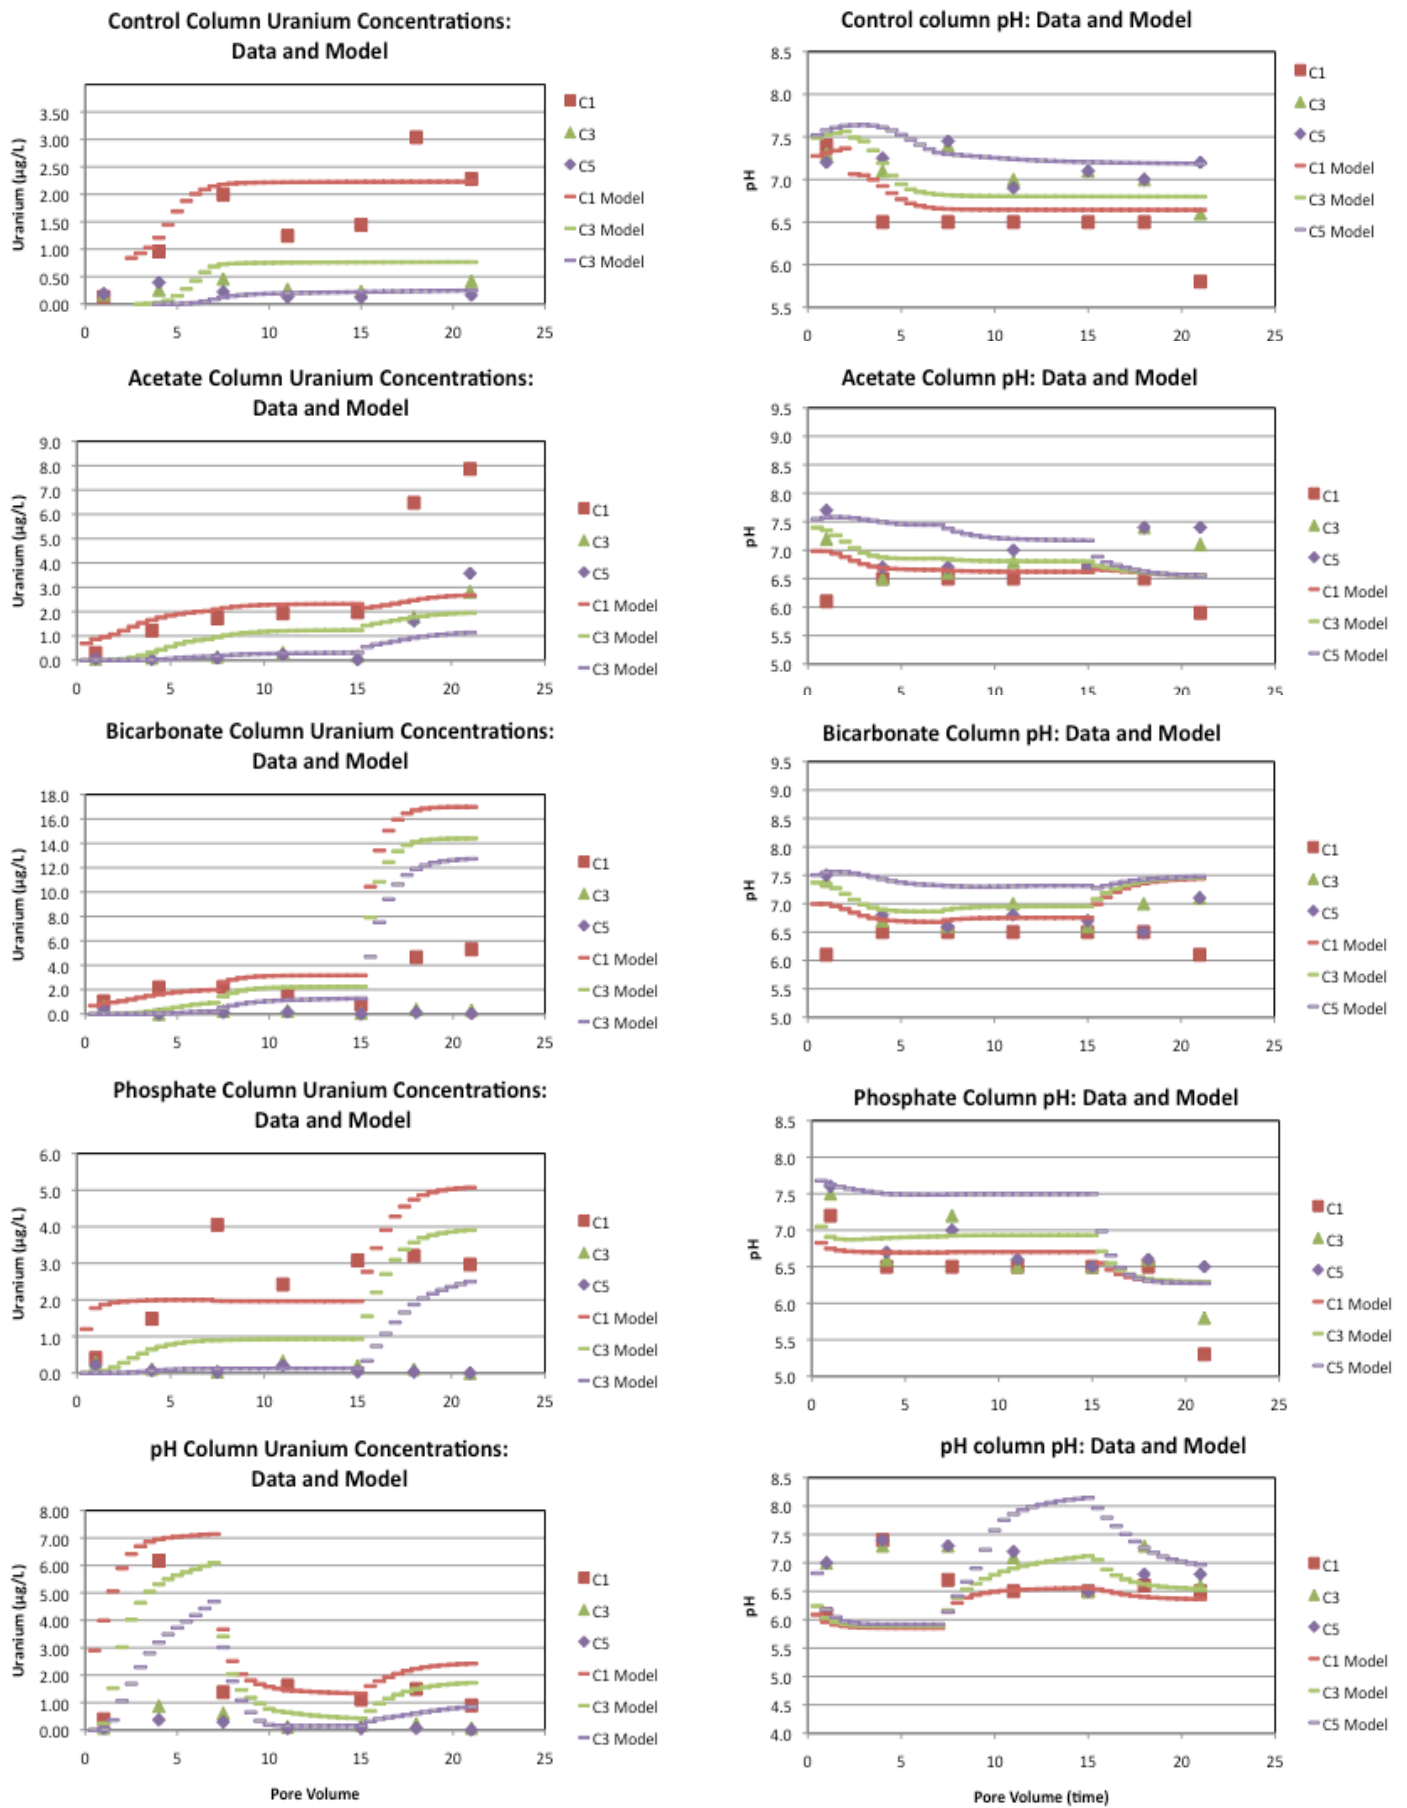 Control Column Uranium Concentrations:
Data and Model
Uranium (µg/L)
3.50
3.00
2.50
2.00
1.50
1.00
0.50
0.00
0 5 10 15 20 25
C1
C3
C5
C1 Model
C3 Model
C3 Model
Control column pH: Data and Model
pH
8.5
8.0
7.5
7.0
6.5
6.0
5.5
0 5 10 15 20 25
C1
C3
C5
C1 Model
C3 Model
C5 Model
Acetate Column Uranium Concentrations:
Data and Model
Uranium (µg/L)
9.0
8.0
7.0
6.0
5.0
4.0
3.0
2.0
1.0
0.0
0 5 10 15 20 25
C1
C3
C5
C1 Model
C3 Model
C3 Model
Acetate Column pH: Data and Model
pH
9.5
9.0
8.5
8.0
7.5
7.0
6.5
6.0
5.5
5.0
0 5 10 15 20 25
C1
C3
C5
C1 Model
C3 Model
C5 Model
Bicarbonate Column Uranium Concentrations:
Data and Model
Uranium (µg/L)
18.0
16.0
14.0
12.0
10.0
8.0
6.0
4.0
2.0
0.0
0 5 10 15 20 25
C1
C3
C5
C1 Model
C3 Model
C3 Model
Bicarbonate Column pH: Data and Model
pH
9.5
9.0
8.5
8.0
7.5
7.0
6.5
6.0
5.5
5.0
0 5 10 15 20 25
C1
C3
C5
C1 Model
C3 Model
C5 Model
Phosphate Column Uranium Concentrations:
Data and Model
Uranium (µg/L)
6.0
5.0
4.0
3.0
2.0
1.0
0.0
0 5 10 15 20 25
C1
C3
C5
C1 Model
C3 Model
C3 Model
Phosphate Column pH: Data and Model
pH
8.5
8.0
7.5
7.0
6.5
6.0
5.5
5.0
0 5 10 15 20 25
C1
C3
C5
C1 Model
C3 Model
C5 Model
pH Column Uranium Concentrations:
Data and Model
Uranium (µg/L)
8.00
7.00
6.00
5.00
4.00
3.00
2.00
1.00
0.00
0 5 10 15 20 25
Pore Volume
C1
C3
C5
C1 Model
C3 Model
C3 Model
pH column pH: Data and Model
pH
8.5
8.0
7.5
7.0
6.5
6.0
5.5
5.0
4.5
4.0
0 5 10 15 20 25
Pore Volume (time)
C1
C3
C5
C1 Model
C3 Model
C5 Model